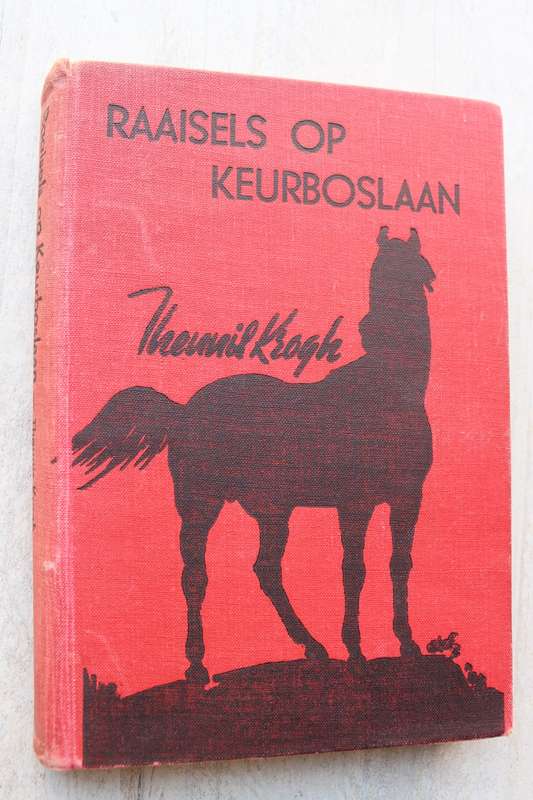 RAAISELS OP
KEURBOSLAAN
Theunis Krogh